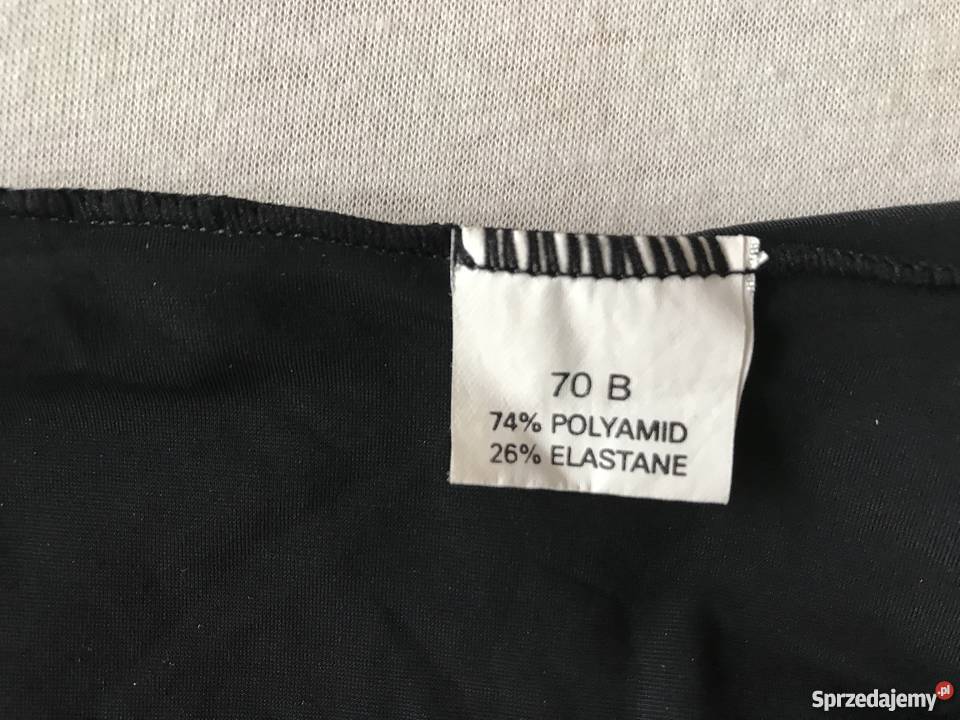 70 B
74% POLYAMID
26% ELASTANE
Sprzedajemy.pl